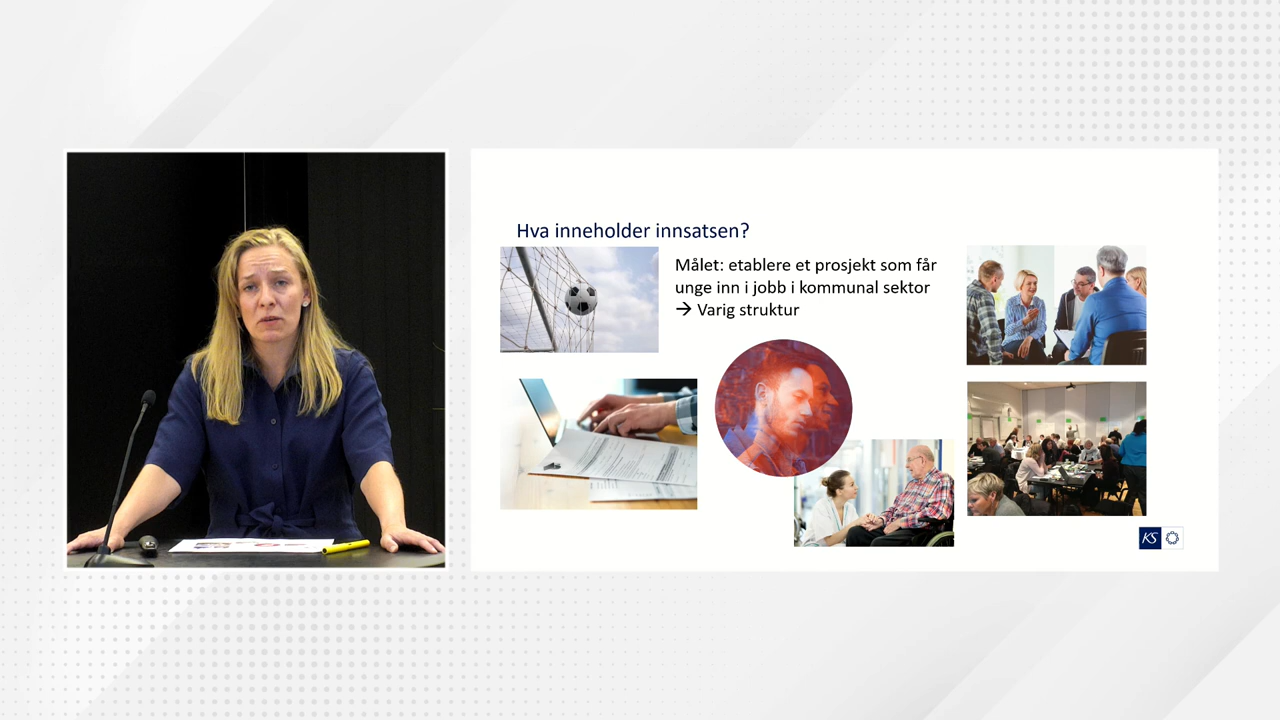 Hva inneholder innsatsen?
Målet: etablere et prosjekt som får
unge inn i jobb i kommunal sektor
→ Varig struktur
KS